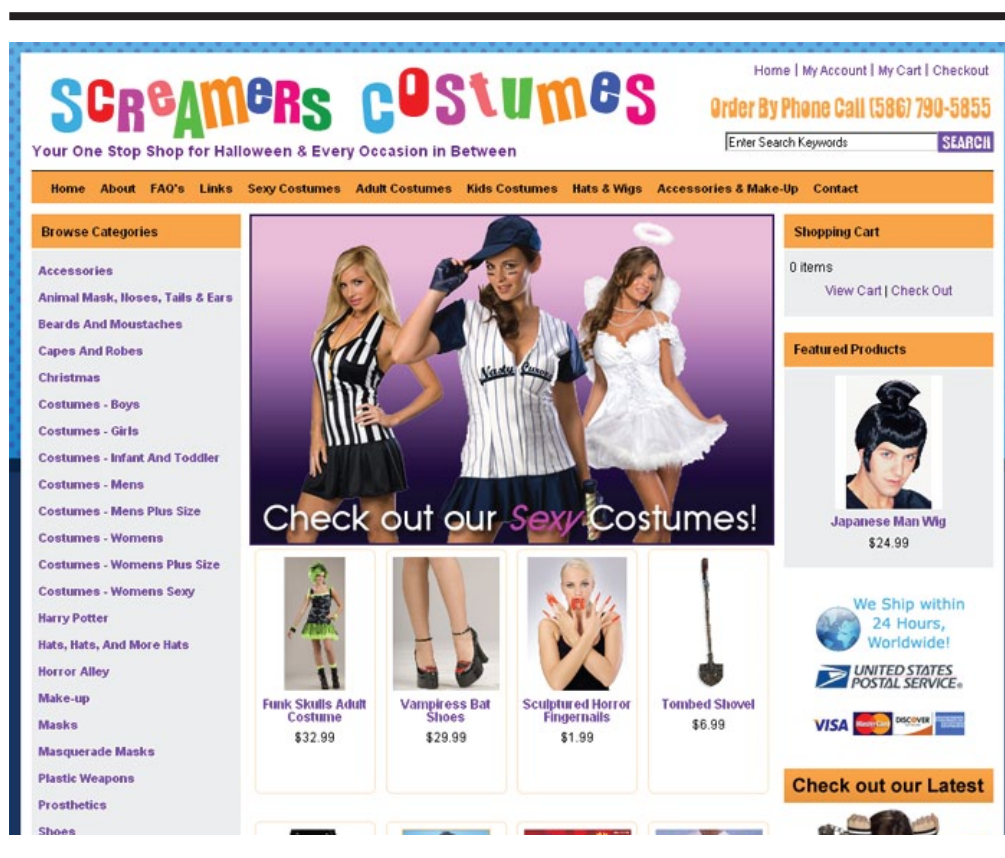 Screamers Costumes
Your One Stop Shop for Halloween & Every Occasion in Between
Home | My Account | My Cart | Checkout
Order By Phone Call (586) 790-5855
Enter Search Keywords
SEARCH
Home About FAQ's Links Sexy Costumes Adult Costumes Kids Costumes Hats & Wigs Accessories & Make-Up Contact
Browse Categories
Accessories
Animal Mask, Noses, Tails & Ears
Beards And Moustaches
Capes And Robes
Christmas
Costumes - Boys
Costumes - Girls
Costumes - Infant And Toddler
Costumes - Mens
Costumes - Mens Plus Size
Costumes - Womens
Costumes - Womens Plus Size
Costumes - Womens Sexy
Harry Potter
Hats, Hats, And More Hats
Horror Alley
Make-up
Masks
Masquerade Masks
Plastic Weapons
Prosthetics
Shoes
Check out our Sexy Costumes!
Funk Skulls Adult
Costume
$32.99
Vampiress Bat
Shoes
$29.99
Sculptured Horror
Fingernails
$1.99
Tombed Shovel
$6.99
Shopping Cart
0 items
View Cart | Check Out
Featured Products
Japanese Man Wig
$24.99
We Ship within
24 Hours,
Worldwide!
UNITED STATES
POSTAL SERVICE
VISA MasterCard DISCOVER
Check out our Latest